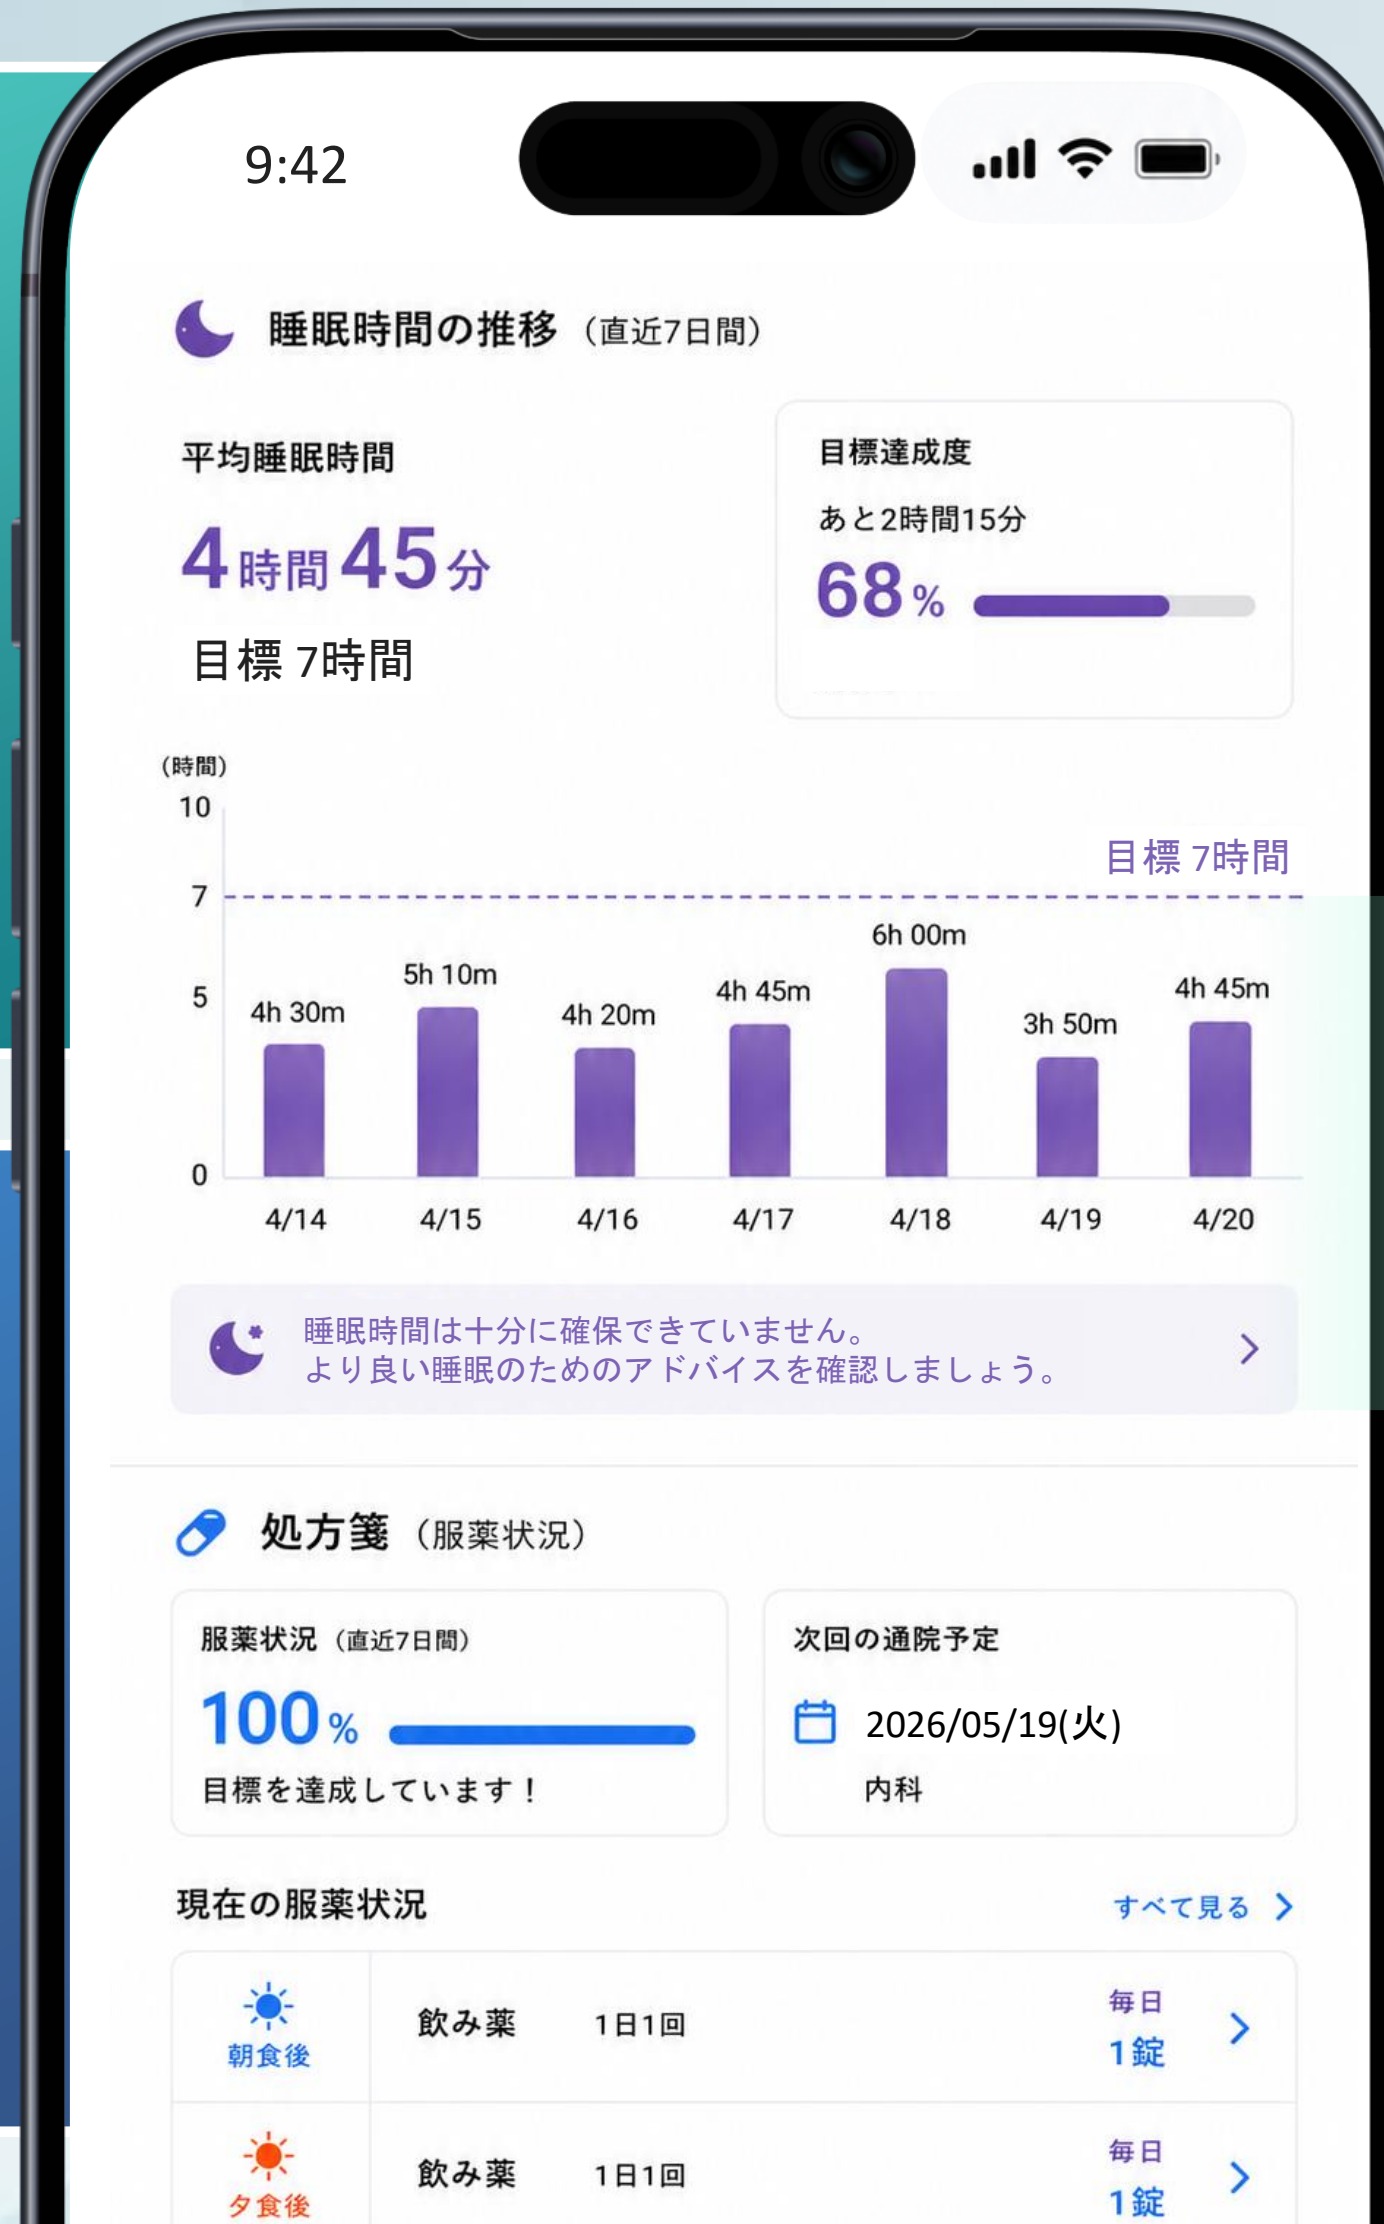 9:42
睡眠時間の推移（直近7日間）
平均睡眠時間
4時間45分
目標 7時間
目標達成度
あと2時間15分
68%
（時間）
10
7
5
0
目標 7時間
4h 30m
5h 10m
4h 20m
4h 45m
6h 00m
3h 50m
4h 45m
4/14
4/15
4/16
4/17
4/18
4/19
4/20
睡眠時間は十分に確保できていません。
より良い睡眠のためのアドバイスを確認しましょう。
処方箋（服薬状況）
服薬状況（直近7日間）
100%
目標を達成しています！
次回の通院予定
2026/05/19(火)
内科
現在の服薬状況
すべて見る
朝食後
飲み薬 1日1回
毎日
1錠
夕食後
飲み薬 1日1回
毎日
1錠